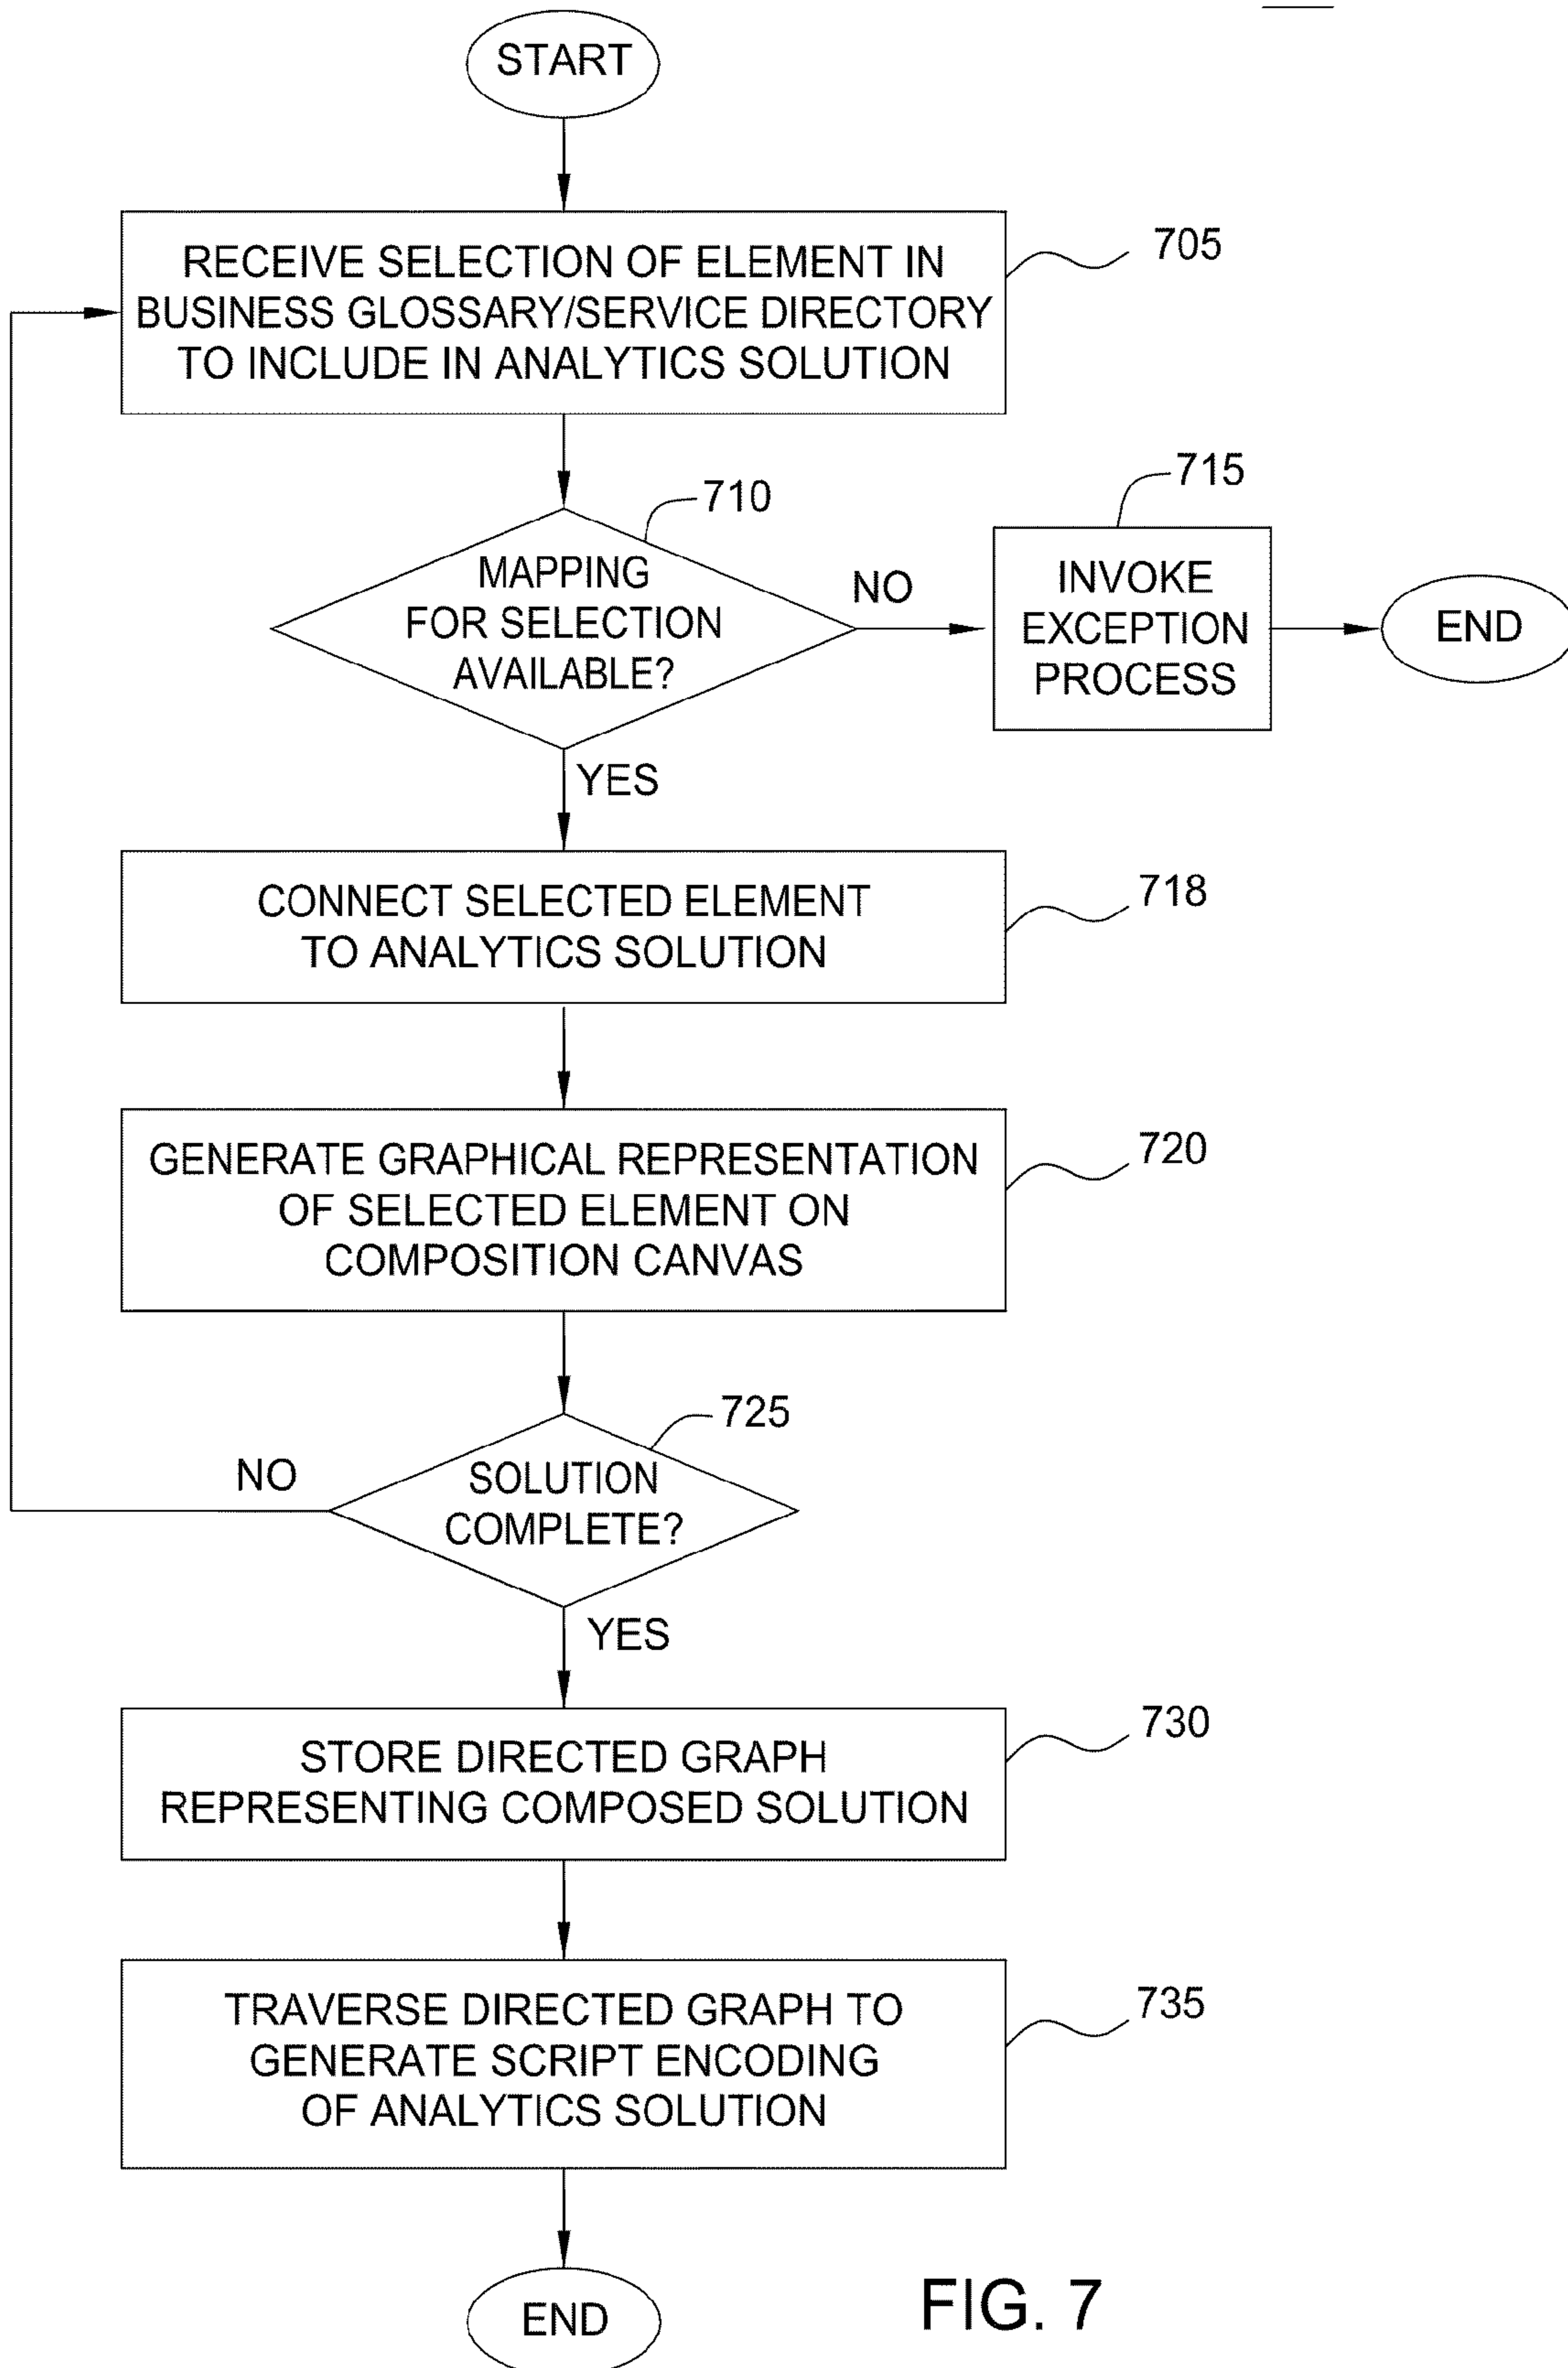 START
RECEIVE SELECTION OF ELEMENT IN
BUSINESS GLOSSARY/SERVICE DIRECTORY
TO INCLUDE IN ANALYTICS SOLUTION
705
710
MAPPING
FOR SELECTION
AVAILABLE?
NO
715
INVOKE
EXCEPTION
PROCESS
END
YES
CONNECT SELECTED ELEMENT
TO ANALYTICS SOLUTION
718
GENERATE GRAPHICAL REPRESENTATION
OF SELECTED ELEMENT ON
COMPOSITION CANVAS
720
725
SOLUTION
COMPLETE?
NO
YES
STORE DIRECTED GRAPH
REPRESENTING COMPOSED SOLUTION
730
TRAVERSE DIRECTED GRAPH TO
GENERATE SCRIPT ENCODING
OF ANALYTICS SOLUTION
735
END
FIG. 7